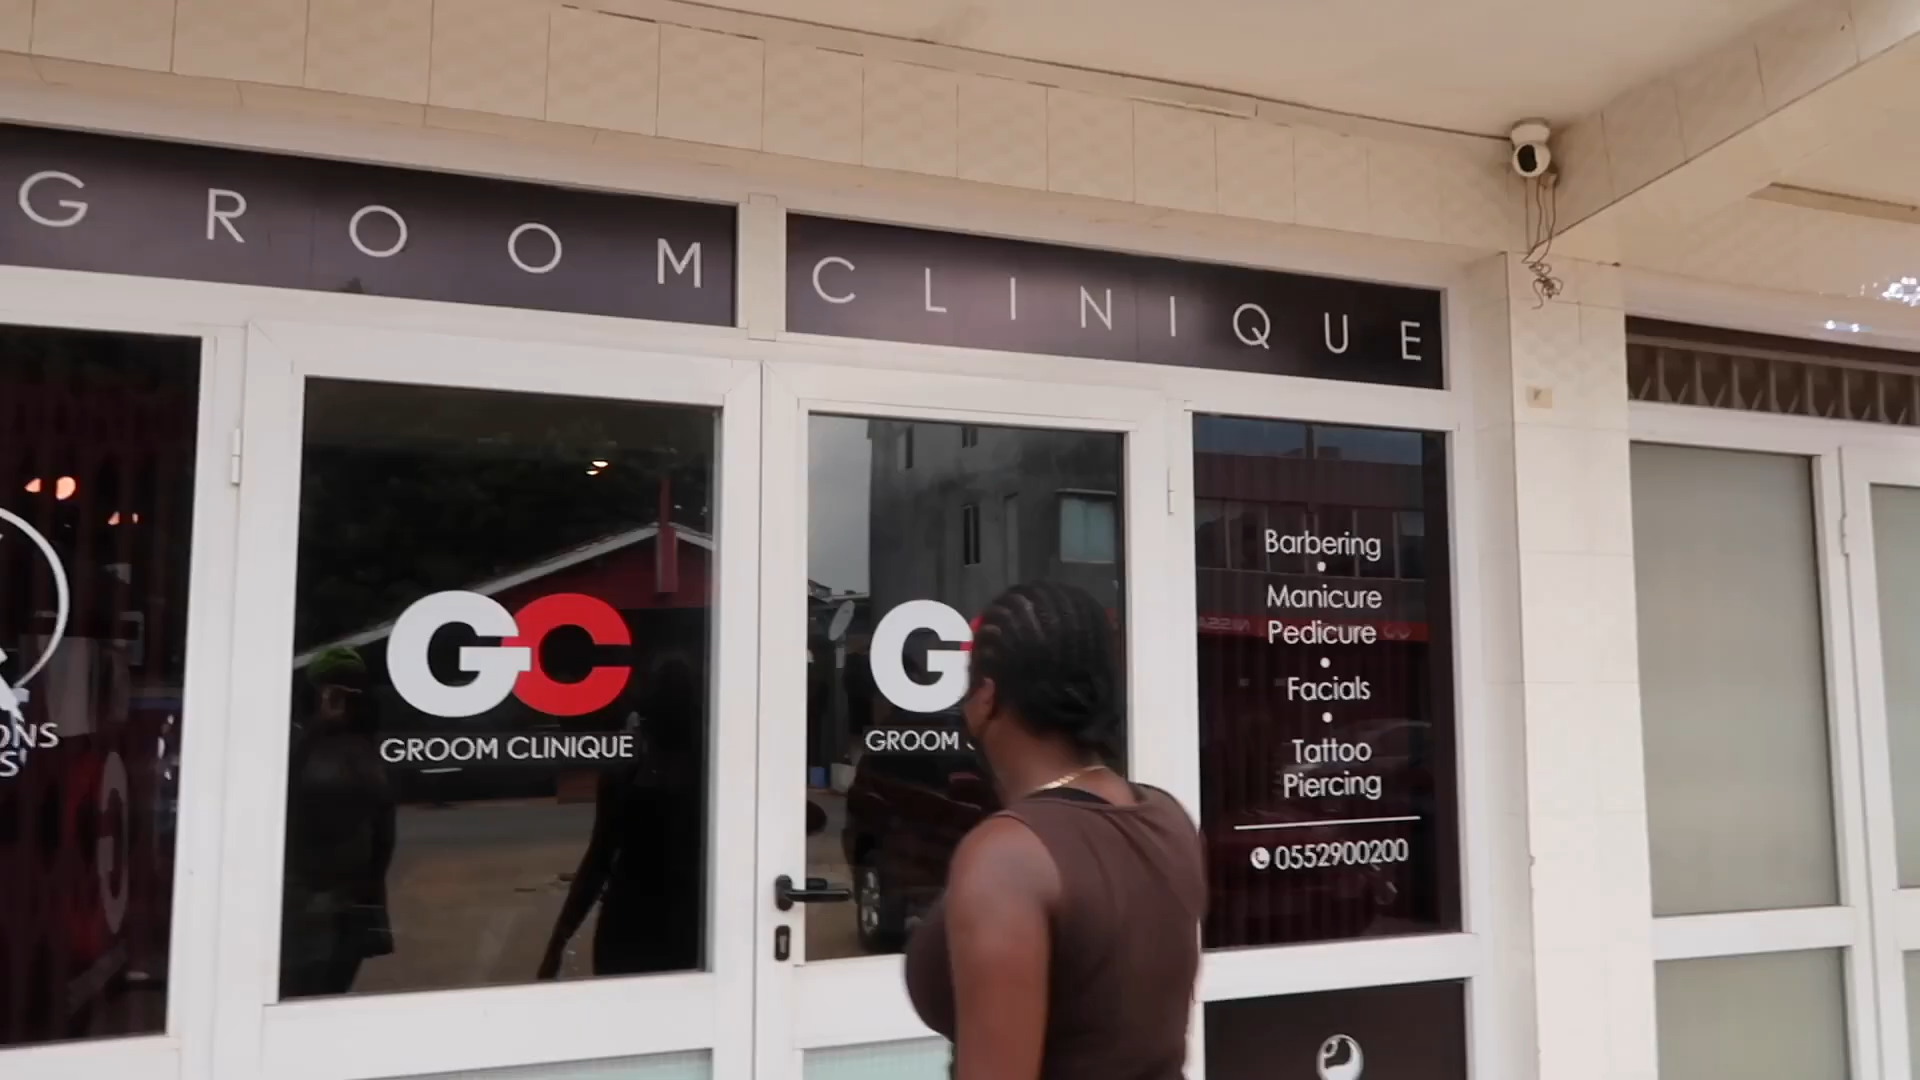 GROOM CLINIQUE
GC
GROOM CLINIQUE
G
GROOM
Barbering
Manicure
Pedicure
Facials
Tattoo
Piercing
0552900200